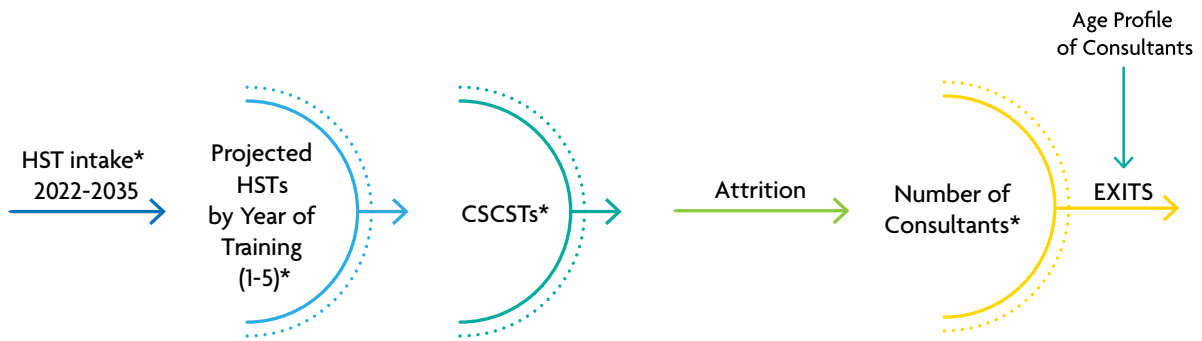 HST intake*
2022-2035
Projected
HSTs
by Year of
Training
(1-5)*
CSCSTs*
Attrition
Number of
Consultants*
Age Profile
of Consultants
EXITS